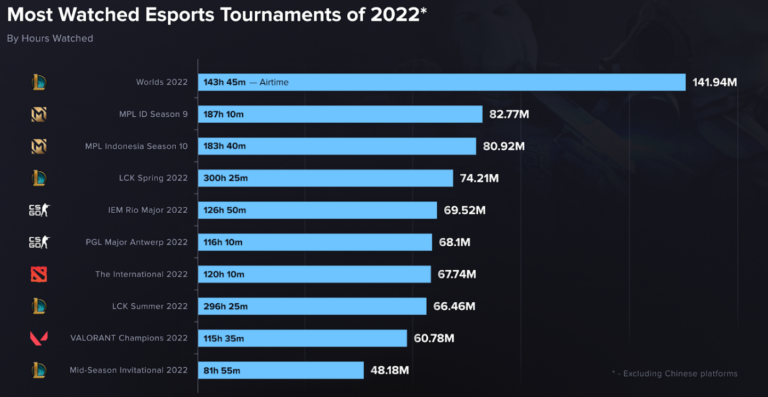 Most Watched Esports Tournaments of 2022*
By Hours Watched
Worlds 2022 143h 45m — Airtime 141.94M
MPL ID Season 9 187h 10m 82.77M
MPL Indonesia Season 10 183h 40m 80.92M
LCK Spring 2022 300h 25m 74.21M
CS GO IEM Rio Major 2022 126h 50m 69.52M
CS GO PGL Major Antwerp 2022 116h 10m 68.1M
The International 2022 120h 10m 67.74M
LCK Summer 2022 296h 25m 66.46M
VALORANT Champions 2022 115h 35m 60.78M
Mid-Season Invitational 2022 81h 55m 48.18M
* - Excluding Chinese platforms